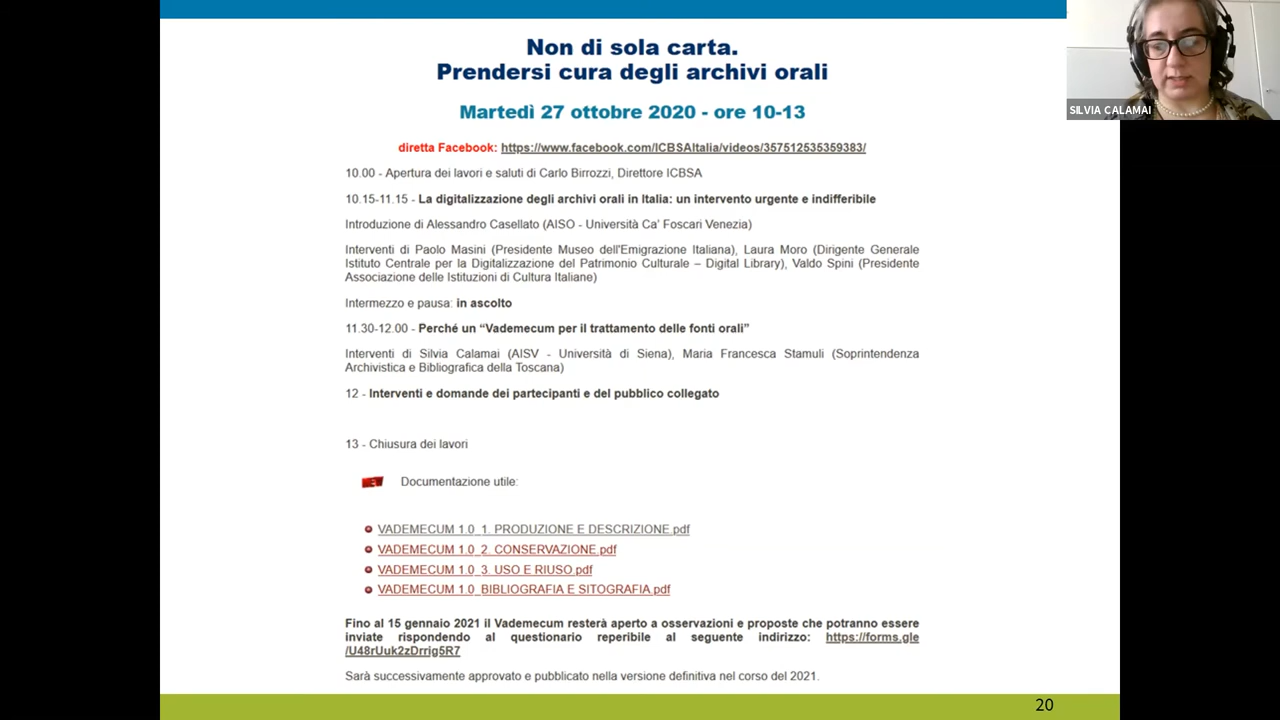 Non di sola carta.
Prendersi cura degli archivi orali
Martedì 27 ottobre 2020 - ore 10-13
diretta Facebook: https://www.facebook.com/ICBSAItalia/videos/357512535359383/
10.00 - Apertura dei lavori e saluti di Carlo Birrozzi, Direttore ICBSA
10.15-11.15 - La digitalizzazione degli archivi orali in Italia: un intervento urgente e indifferibile
Introduzione di Alessandro Casellato (AISO - Università Ca' Foscari Venezia)
Interventi di Paolo Masini (Presidente Museo dell'Emigrazione Italiana), Laura Moro (Dirigente Generale
Istituto Centrale per la Digitalizzazione del Patrimonio Culturale – Digital Library), Valdo Spini (Presidente
Associazione delle Istituzioni di Cultura Italiane)
Intermezzo e pausa: in ascolto
11.30-12.00 - Perché un “Vademecum per il trattamento delle fonti orali”
Interventi di Silvia Calamai (AISV - Università di Siena), Maria Francesca Stamuli (Soprintendenza
Archivistica e Bibliografica della Toscana)
12 - Interventi e domande dei partecipanti e del pubblico collegato
13 - Chiusura dei lavori
NEW Documentazione utile:
VADEMECUM 1.0_1. PRODUZIONE E DESCRIZIONE.pdf
VADEMECUM 1.0_2. CONSERVAZIONE.pdf
VADEMECUM 1.0_3. USO E RIUSO.pdf
VADEMECUM 1.0_BIBLIOGRAFIA E SITOGRAFIA.pdf
Fino al 15 gennaio 2021 il Vademecum resterà aperto a osservazioni e proposte che potranno essere
inviate rispondendo al questionario reperibile al seguente indirizzo: https://forms.gle
/U48rUuk2zDrrig5R7
Sarà successivamente approvato e pubblicato nella versione definitiva nel corso del 2021.
20
SILVIA CALAMAI